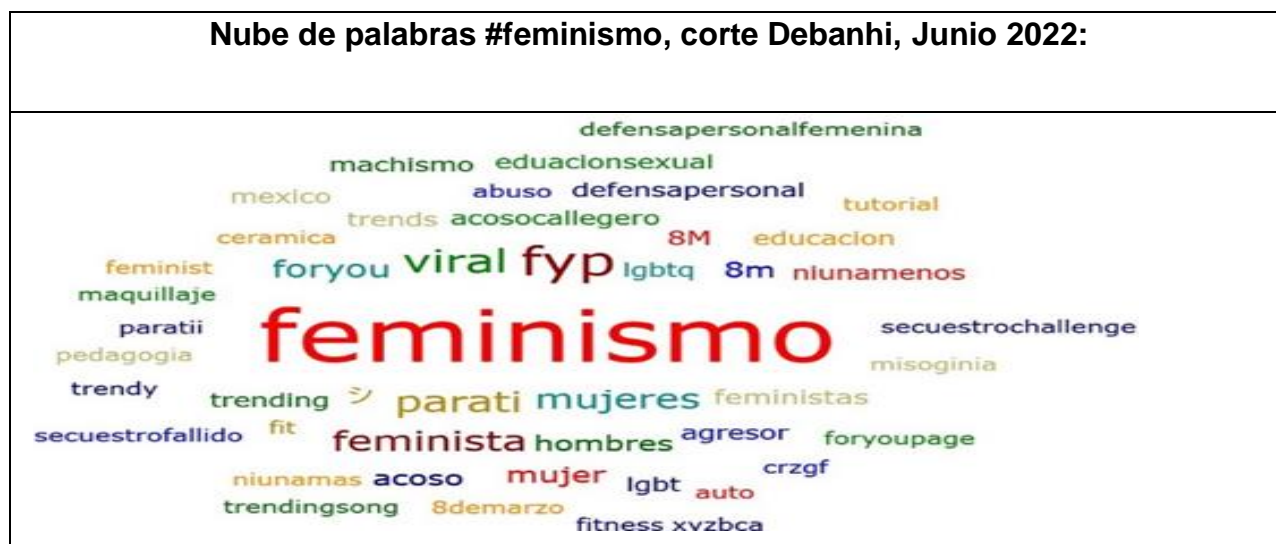 Nube de palabras #feminismo, corte Debanhi, Junio 2022:
defensapersonalfemenina
machismo eduacionsexual
mexico abuso defensapersonal tutorial
trends acosocallegero
ceramica 8M educacion
feminist foryou viral fyp lgbtq 8m niunamenos
maquillaje
paratii feminismo secuestrochallenge
pedagogia misoginia
trendy trending シ parati mujeres feministas
secuestrofallido fit feminista hombres agresor foryoupage
niunamas acoso mujer lgbt auto crzgf
trendingsong 8demarzo
fitness xvzbca